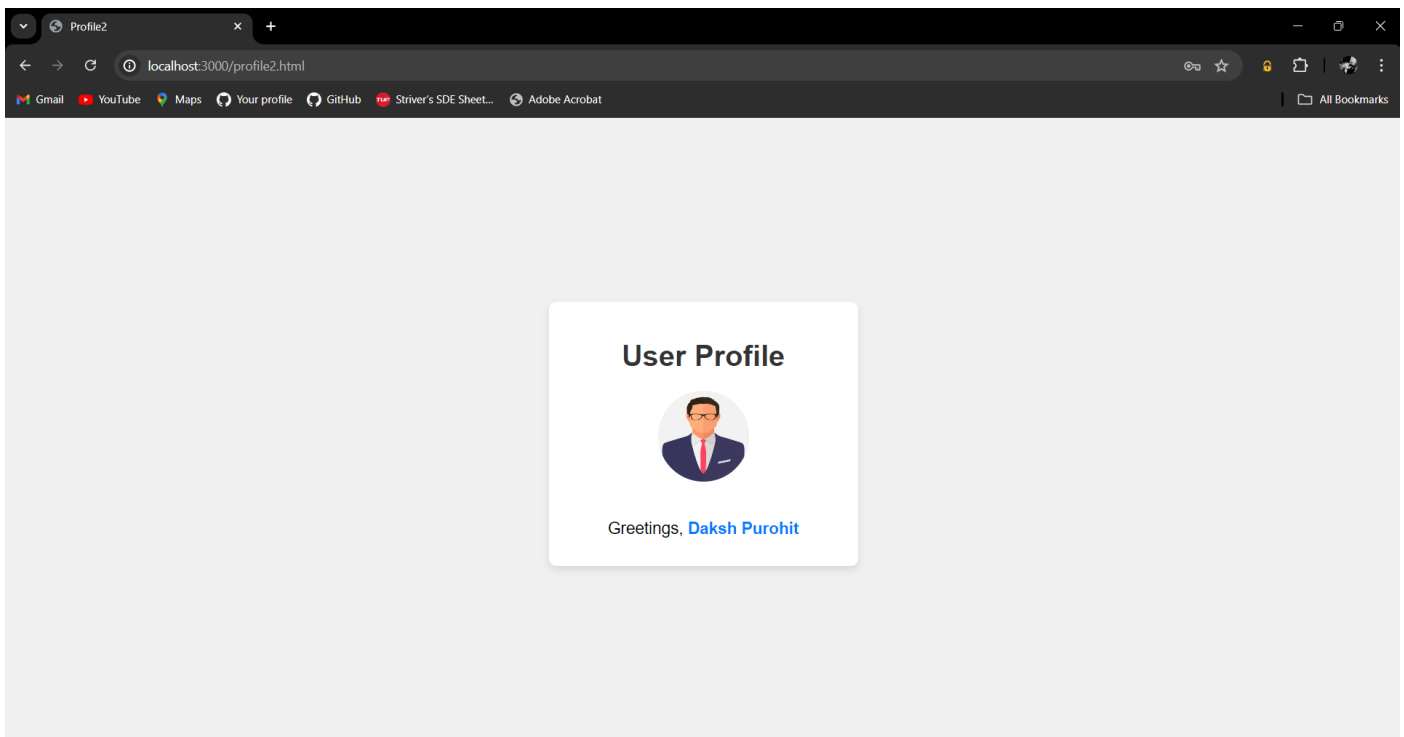 Profile2
localhost:3000/profile2.html
Gmail YouTube Maps Your profile GitHub TUF Striver's SDE Sheet... Adobe Acrobat All Bookmarks
User Profile
Greetings, Daksh Purohit